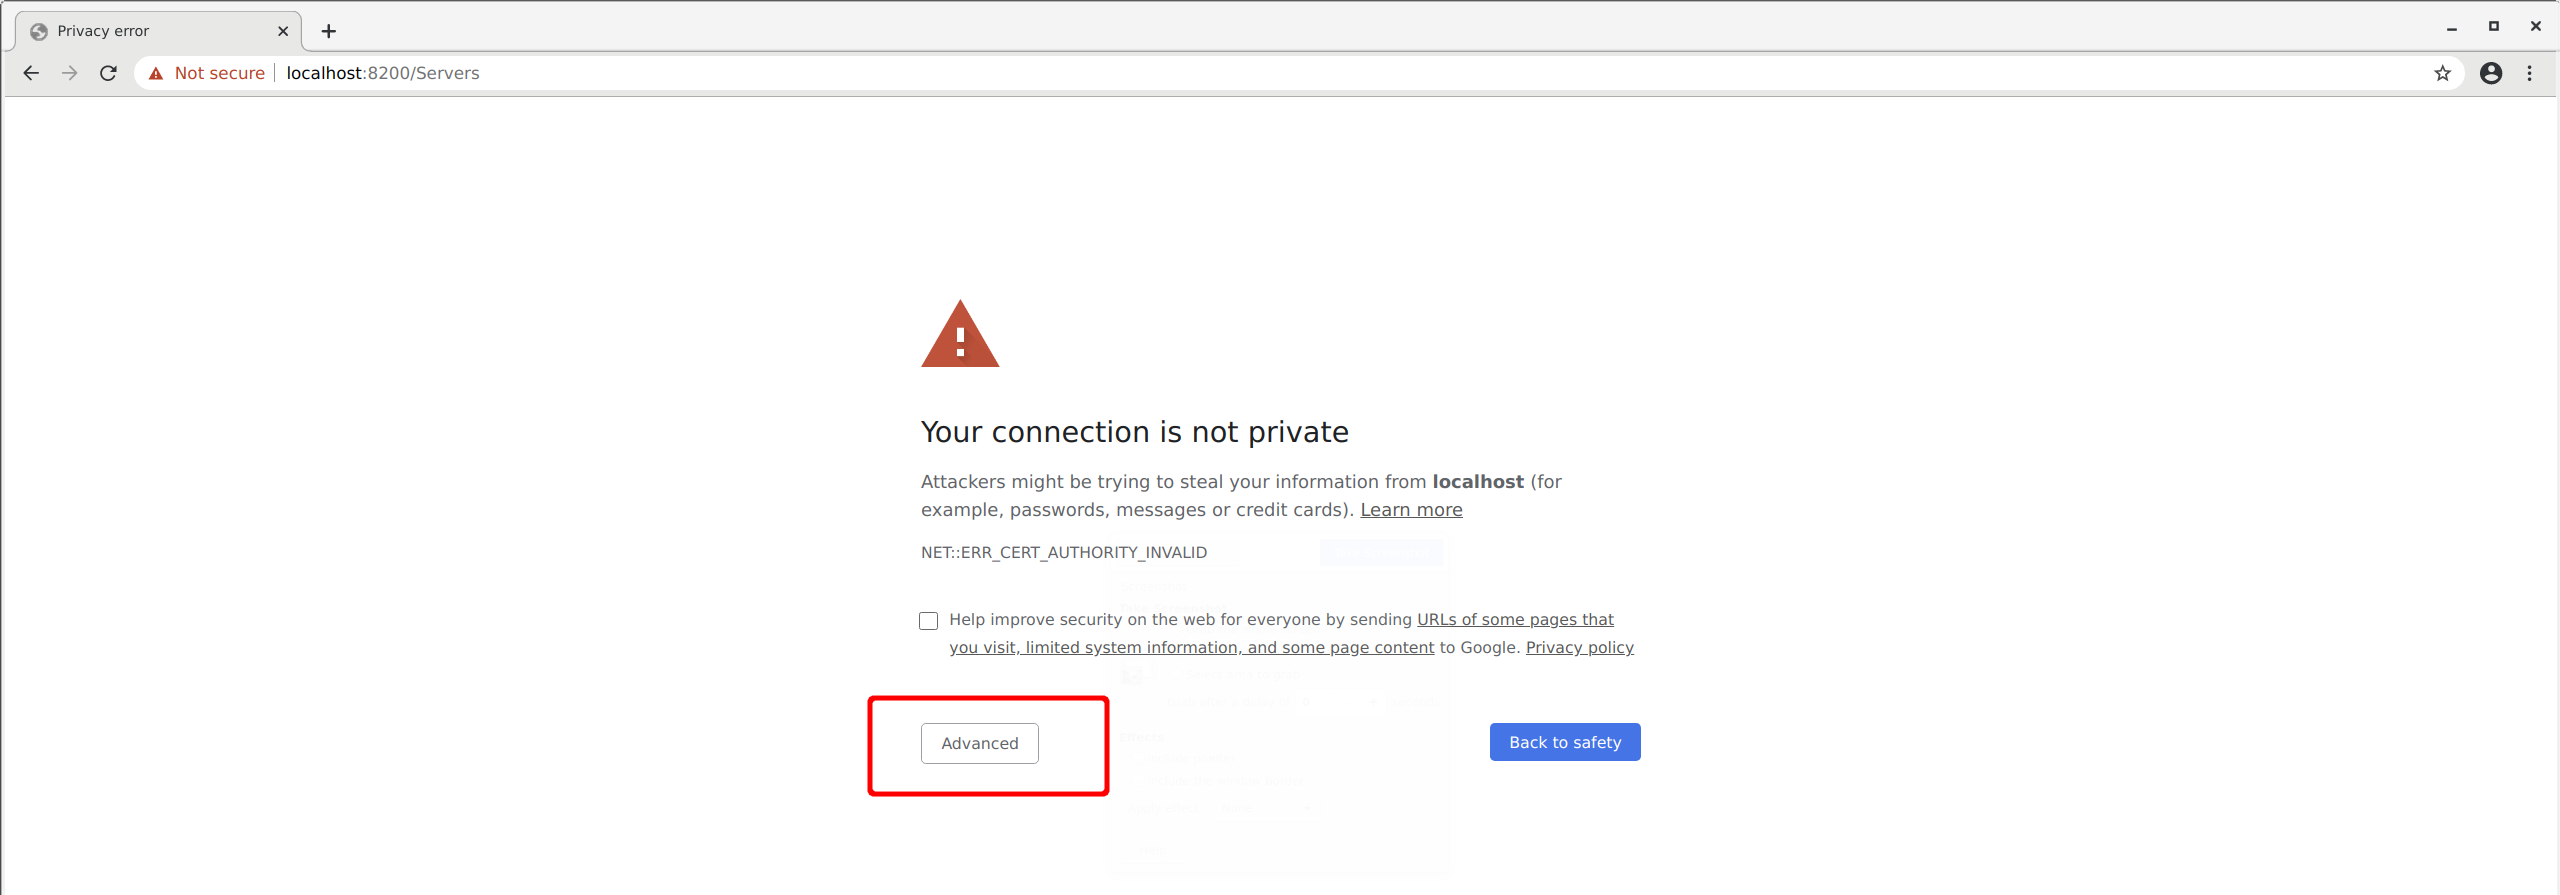 Privacy error
Not secure localhost:8200/Servers
Your connection is not private
Attackers might be trying to steal your information from localhost (for
example, passwords, messages or credit cards). Learn more
NET::ERR_CERT_AUTHORITY_INVALID
Help improve security on the web for everyone by sending URLs of some pages that
you visit, limited system information, and some page content to Google. Privacy policy
Advanced
Back to safety